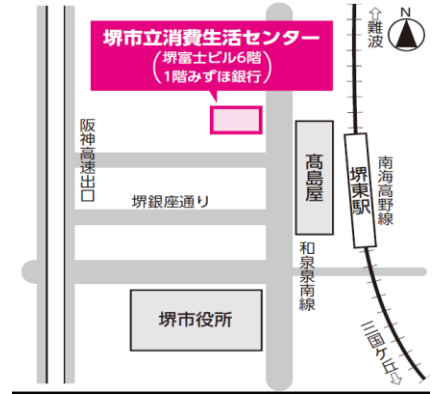 堺市立消費生活センター
(堺富士ビル6階
1階みずほ銀行)
⇧難波
N
阪神高速出口
髙島屋
堺東駅
南海高野線
堺銀座通り
和泉泉南線
堺市役所
三国ケ丘⇩